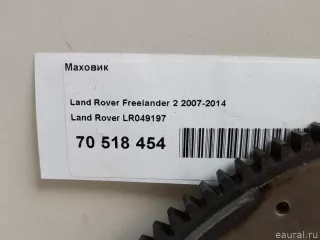 Маховик
Land Rover Freelander 2 2007-2014
Land Rover LR049197
70 518 454
eaural.ru